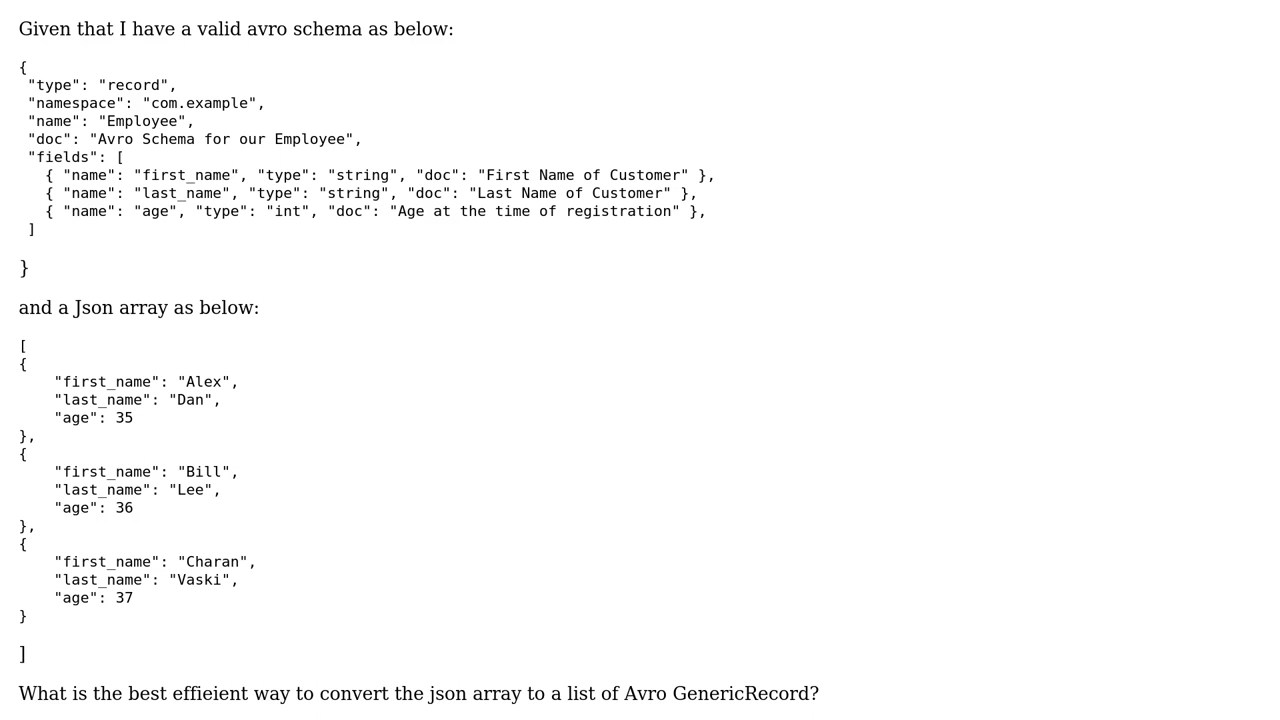 Given that I have a valid avro schema as below:
{
 "type": "record",
 "namespace": "com.example",
 "name": "Employee",
 "doc": "Avro Schema for our Employee",
 "fields": [
   { "name": "first_name", "type": "string", "doc": "First Name of Customer" },
   { "name": "last_name", "type": "string", "doc": "Last Name of Customer" },
   { "name": "age", "type": "int", "doc": "Age at the time of registration" },
 ]
}
and a Json array as below:
[
{
    "first_name": "Alex",
    "last_name": "Dan",
    "age": 35
},
{
    "first_name": "Bill",
    "last_name": "Lee",
    "age": 36
},
{
    "first_name": "Charan",
    "last_name": "Vaski",
    "age": 37
}
]
What is the best effieient way to convert the json array to a list of Avro GenericRecord?